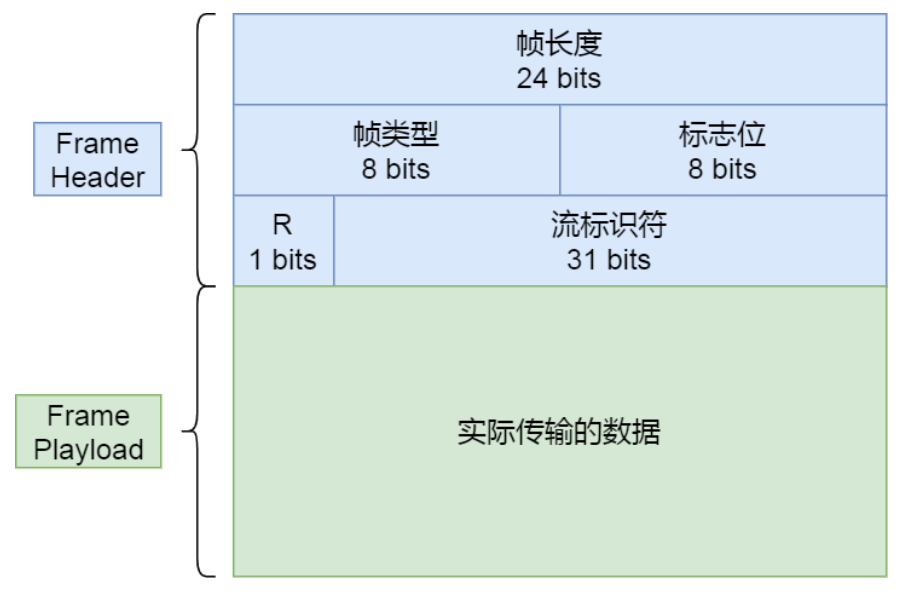 帧长度
24 bits
Frame
Header
帧类型
8 bits
标志位
8 bits
R
1 bits
流标识符
31 bits
Frame
Playload
实际传输的数据